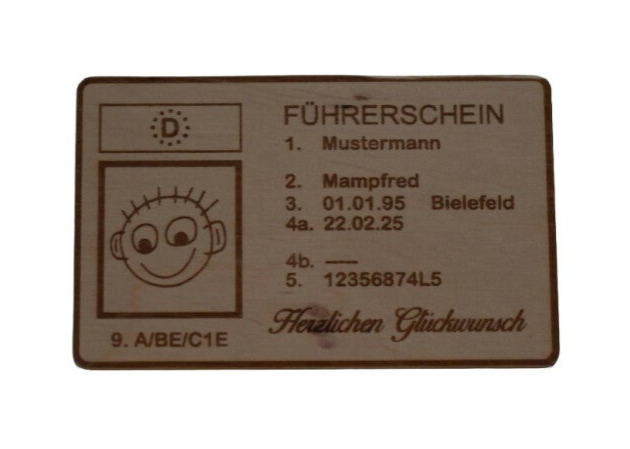 D
FÜHRERSCHEIN
1. Mustermann
2. Mampfred
3. 01.01.95 Bielefeld
4a. 22.02.25
4b. ---
5. 12356874L5
9. A/BE/C1E
Herzlichen Glückwunsch